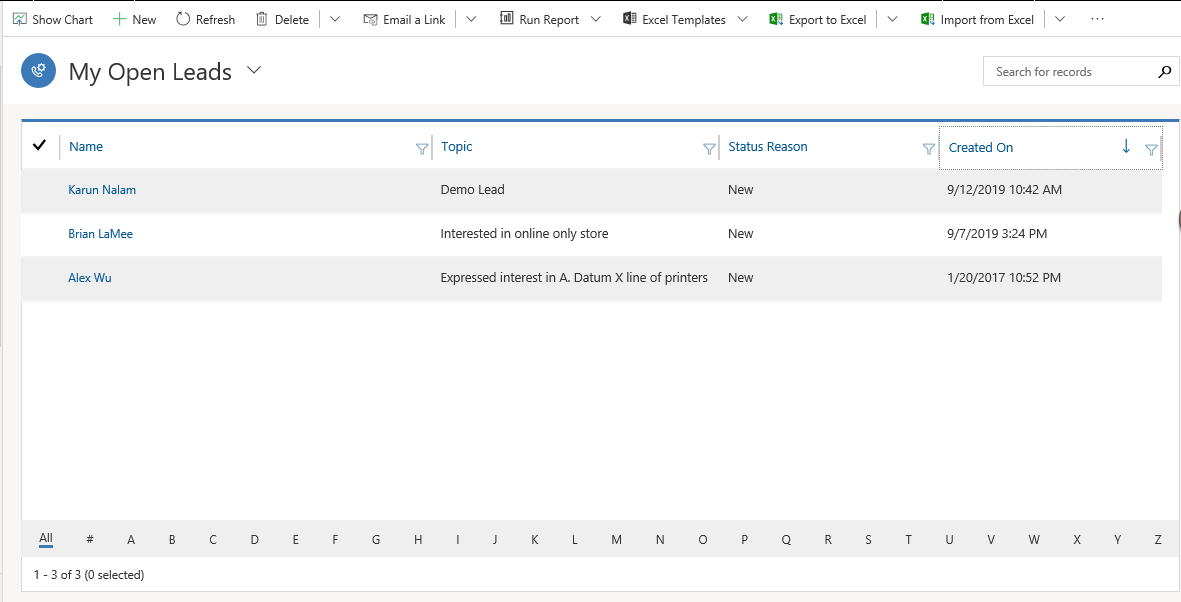 Show Chart New Refresh Delete Email a Link Run Report Excel Templates Export to Excel Import from Excel ...
My Open Leads
Search for records
Name Topic Status Reason Created On
Karun Nalam Demo Lead New 9/12/2019 10:42 AM
Brian LaMee Interested in online only store New 9/7/2019 3:24 PM
Alex Wu Expressed interest in A. Datum X line of printers New 1/20/2017 10:52 PM
All # A B C D E F G H I J K L M N O P Q R S T U V W X Y Z
1 - 3 of 3 (0 selected)